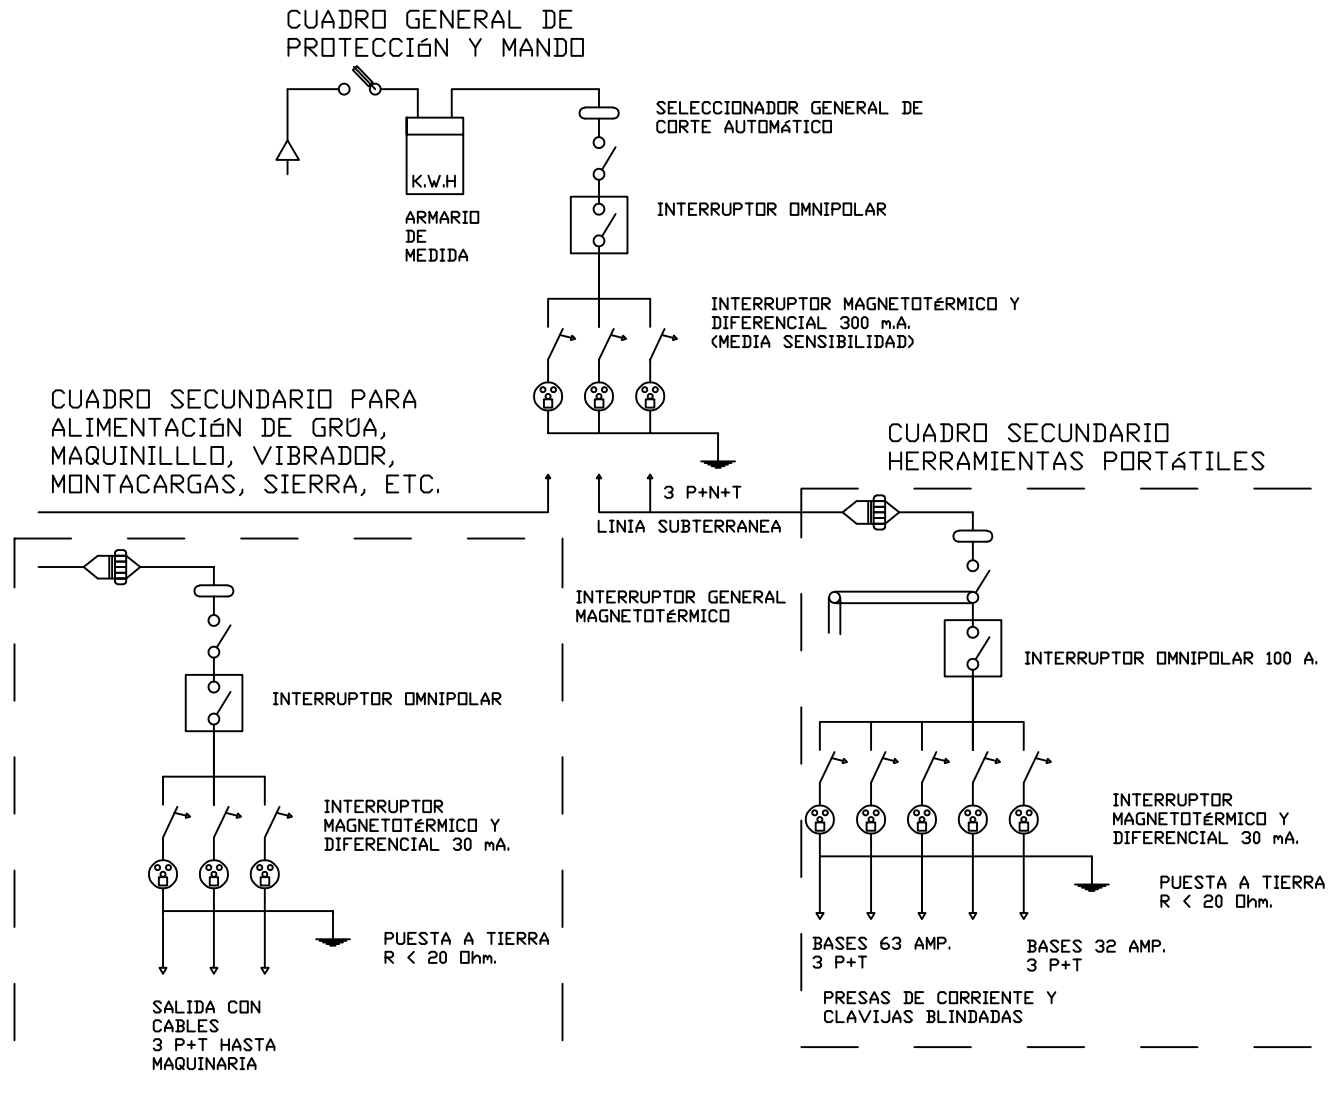 CUADRO GENERAL DE
PROTECCIÓN Y MANDO
SELECCIONADOR GENERAL DE
CORTE AUTOMÁTICO
K.W.H
ARMARIO
DE
MEDIDA
INTERRUPTOR OMNIPOLAR
INTERRUPTOR MAGNETOTÉRMICO Y
DIFERENCIAL 300 m.A.
(MEDIA SENSIBILIDAD)
CUADRO SECUNDARIO PARA
ALIMENTACIÓN DE GRÚA,
MAQUINILLLO, VIBRADOR,
MONTACARGAS, SIERRA, ETC.
CUADRO SECUNDARIO
HERRAMIENTAS PORTÁTILES
3 P+N+T
LINIA SUBTERRANEA
INTERRUPTOR GENERAL
MAGNETOTÉRMICO
INTERRUPTOR OMNIPOLAR 100 A.
INTERRUPTOR OMNIPOLAR
INTERRUPTOR
MAGNETOTÉRMICO Y
DIFERENCIAL 30 mA.
INTERRUPTOR
MAGNETOTÉRMICO Y
DIFERENCIAL 30 mA.
PUESTA A TIERRA
R < 20 Ohm.
PUESTA A TIERRA
R < 20 Ohm.
BASES 63 AMP.
3 P+T
BASES 32 AMP.
3 P+T
PRESAS DE CORRIENTE Y
CLAVIJAS BLINDADAS
SALIDA CON
CABLES
3 P+T HASTA
MAQUINARIA